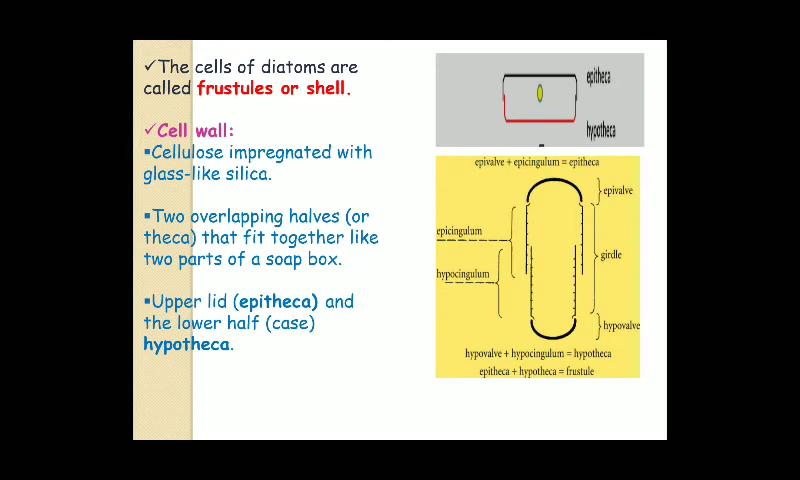 ✓The cells of diatoms are
called frustules or shell.
✓Cell wall:
▪Cellulose impregnated with
glass-like silica.
▪Two overlapping halves (or
theca) that fit together like
two parts of a soap box.
▪Upper lid (epitheca) and
the lower half (case)
hypotheca.
epitheca
hypotheca
epivalve + epicingulum = epitheca
epivalve
epicingulum
girdle
hypocingulum
hypovalve
hypovalve + hypocingulum = hypotheca
epitheca + hypotheca = frustule